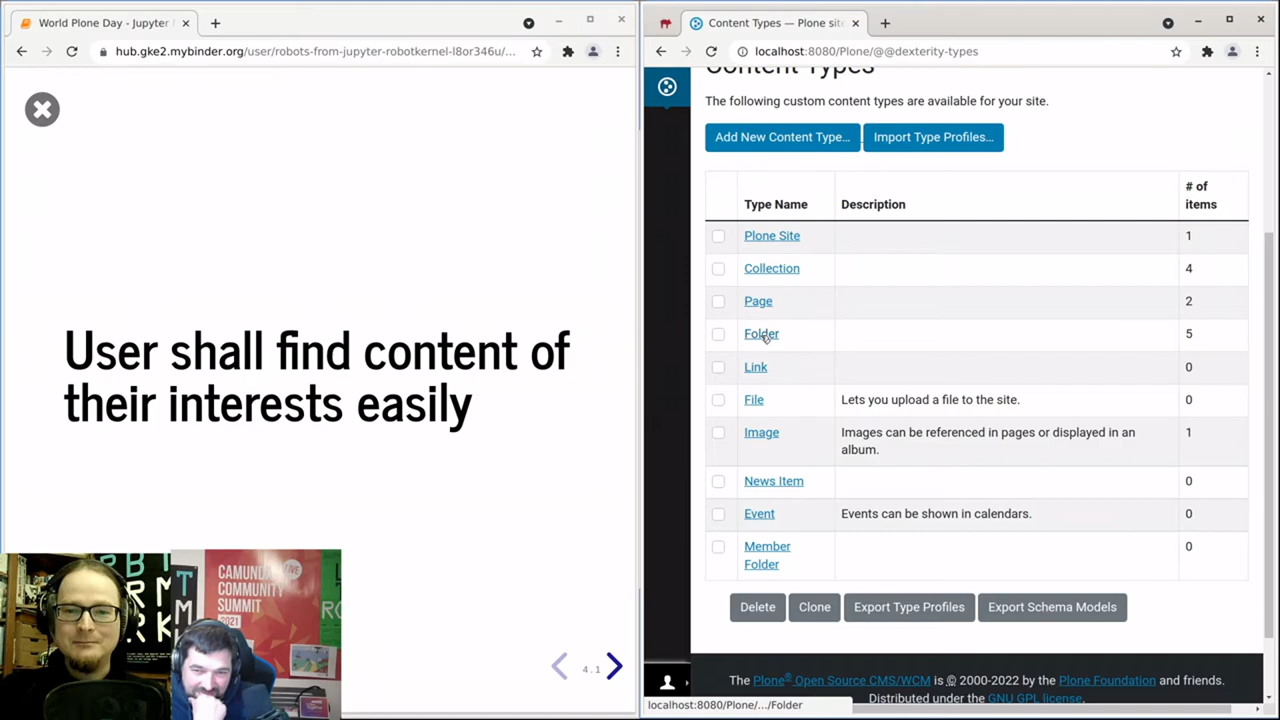 World Plone Day - Jupyter
hub.gke2.mybinder.org/user/robots-from-jupyter-robotkernel-l8or346u/...
User shall find content of
their interests easily
4.1
CAMUNDA
COMMUNITY
SUMMIT
2021
LIVE
Content Types — Plone site
localhost:8080/Plone/@@dexterity-types
Content Types
The following custom content types are available for your site.
Add New Content Type... Import Type Profiles...
# of
Type Name Description items
Plone Site 1
Collection 4
Page 2
Folder 5
Link 0
File Lets you upload a file to the site. 0
Image Images can be referenced in pages or displayed in an 1
album.
News Item 0
Event Events can be shown in calendars. 0
Member 0
Folder
Delete Clone Export Type Profiles Export Schema Models
The Plone® Open Source CMS/WCM is © 2000-2022 by the Plone Foundation and friends.
Distributed under the GNU GPL license.
localhost:8080/Plone/.../Folder